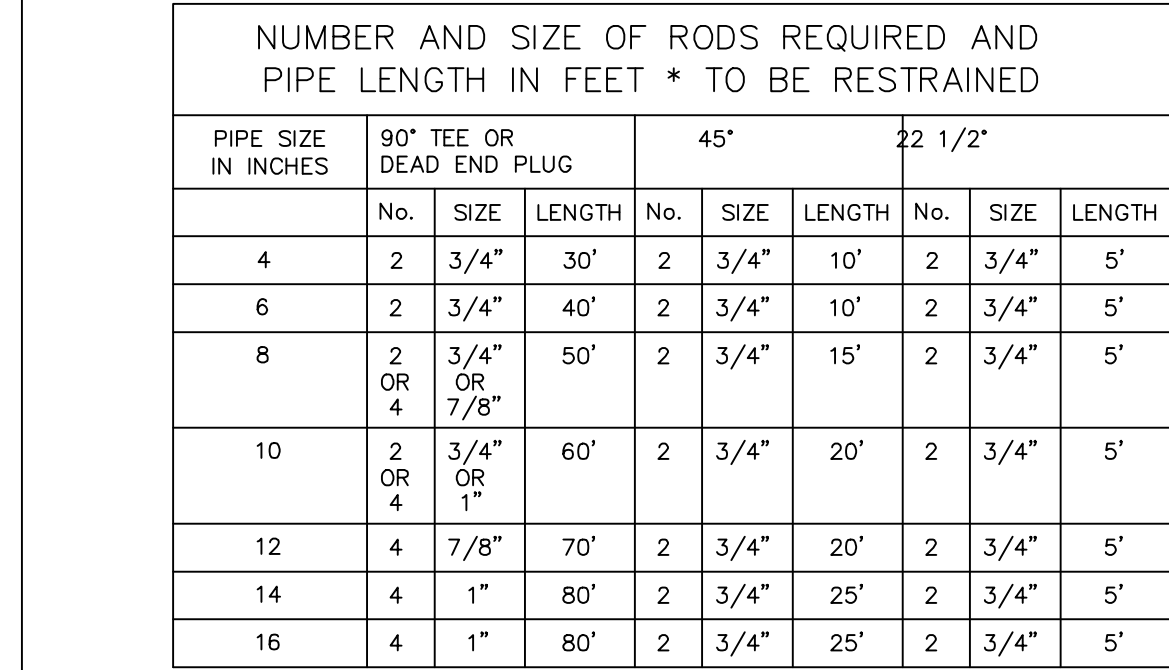 NUMBER AND SIZE OF RODS REQUIRED AND
PIPE LENGTH IN FEET * TO BE RESTRAINED
PIPE SIZE IN INCHES 90° TEE OR DEAD END PLUG 45° 22 1/2°
No. SIZE LENGTH No. SIZE LENGTH No. SIZE LENGTH
4 2 3/4" 30' 2 3/4" 10' 2 3/4" 5'
6 2 3/4" 40' 2 3/4" 10' 2 3/4" 5'
8 2 3/4" 50' 2 3/4" 15' 2 3/4" 5'
OR OR
4 7/8"
10 2 3/4" 60' 2 3/4" 20' 2 3/4" 5'
OR OR
4 1"
12 4 7/8" 70' 2 3/4" 20' 2 3/4" 5'
14 4 1" 80' 2 3/4" 25' 2 3/4" 5'
16 4 1" 80' 2 3/4" 25' 2 3/4" 5'